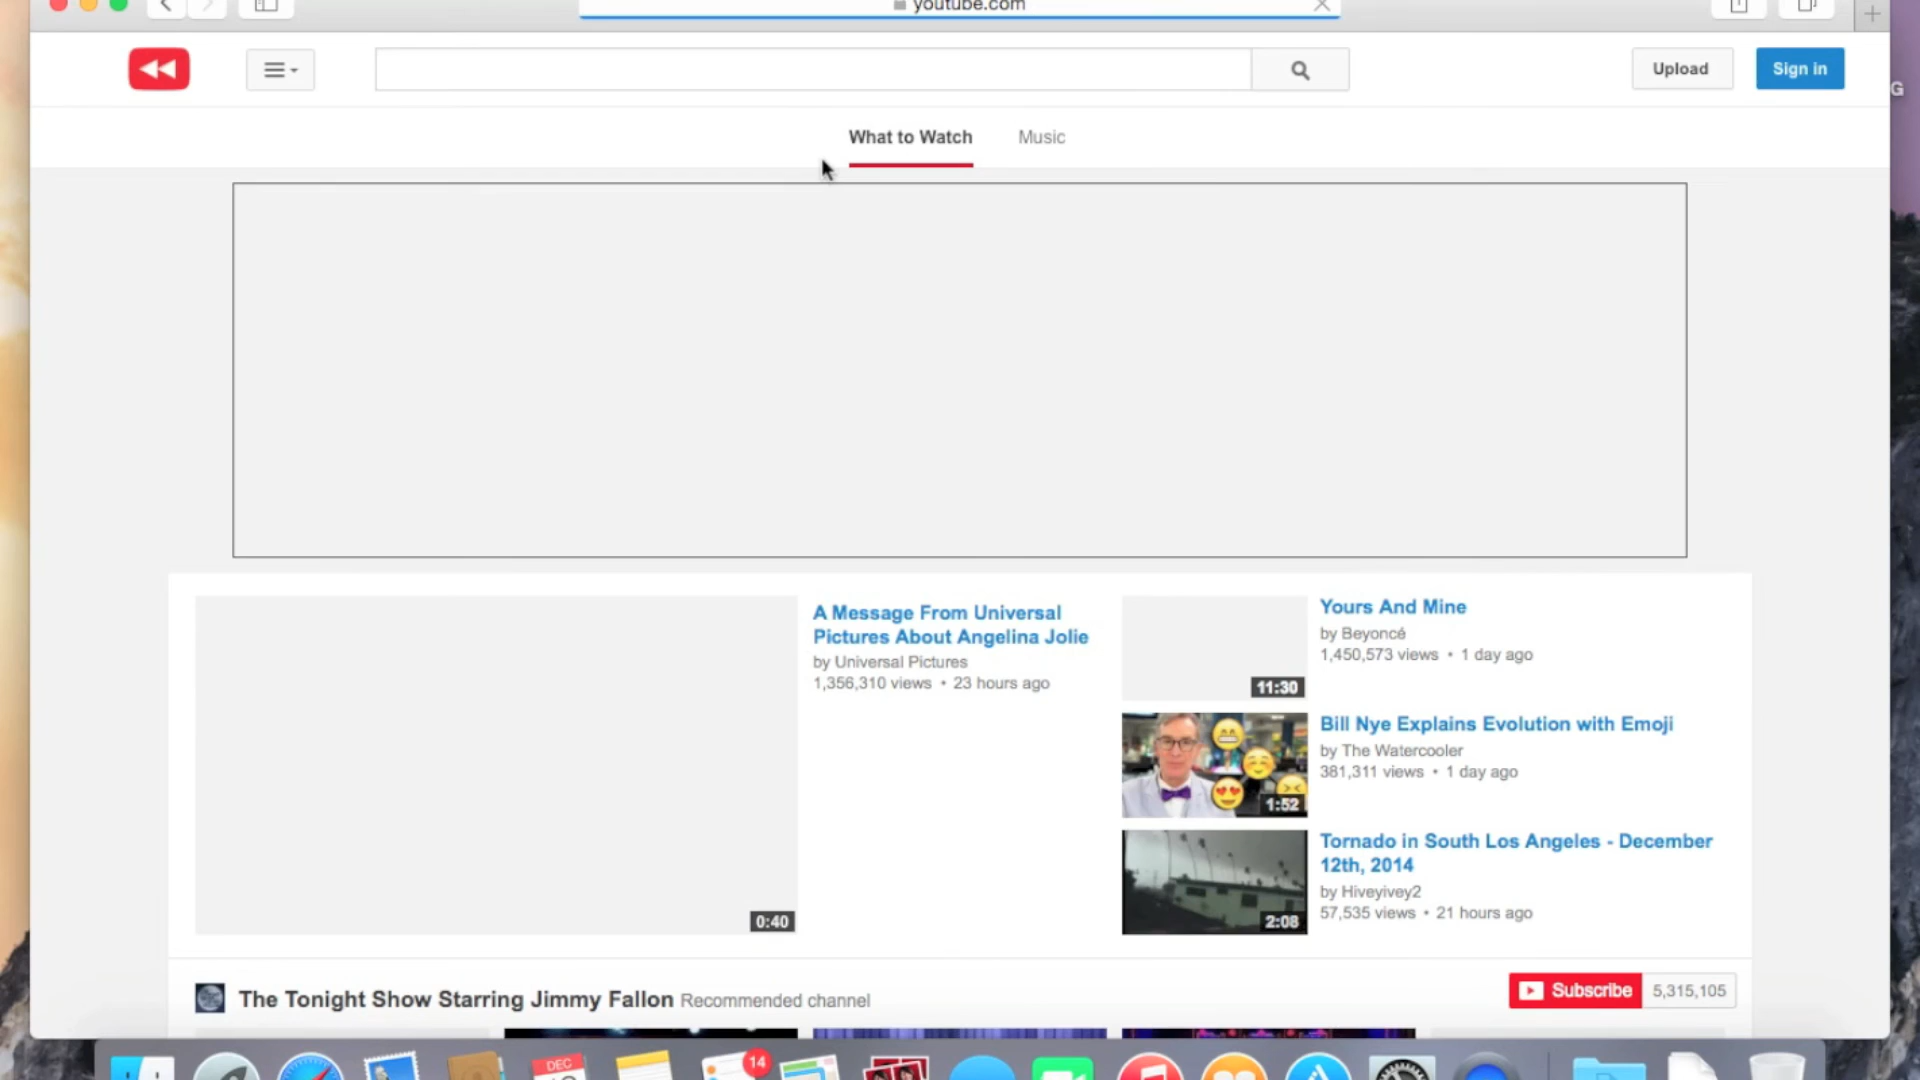 youtube.com
Upload
Sign in
G
What to Watch
Music
A Message From Universal
Pictures About Angelina Jolie
by Universal Pictures
1,356,310 views • 23 hours ago
0:40
Yours And Mine
by Beyoncé
1,450,573 views • 1 day ago
11:30
Bill Nye Explains Evolution with Emoji
by The Watercooler
381,311 views • 1 day ago
1:52
Tornado in South Los Angeles - December
12th, 2014
by Hiveyivey2
57,535 views • 21 hours ago
2:08
The Tonight Show Starring Jimmy Fallon Recommended channel
Subscribe 5,315,105
DEC
14